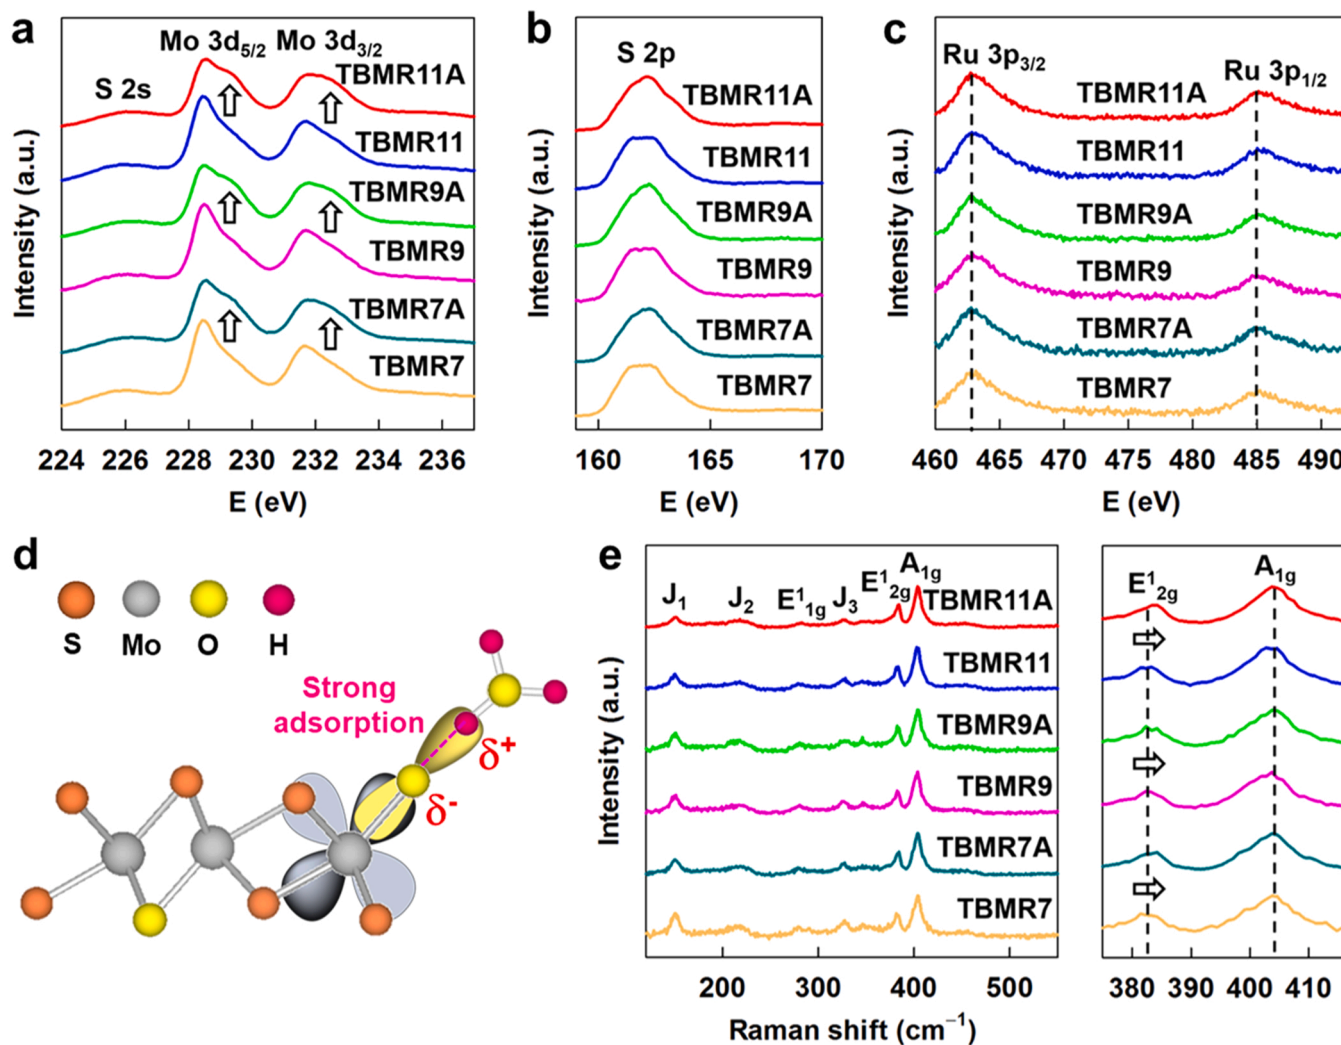 a
Mo 3d5/2 Mo 3d3/2
S 2s
TBMR11A
TBMR11
TBMR9A
TBMR9
TBMR7A
TBMR7
Intensity (a.u.)
224 226 228 230 232 234 236
E (eV)
b
S 2p
TBMR11A
TBMR11
TBMR9A
TBMR9
TBMR7A
TBMR7
Intensity (a.u.)
160 165 170
E (eV)
c
Ru 3p3/2
Ru 3p1/2
TBMR11A
TBMR11
TBMR9A
TBMR9
TBMR7A
TBMR7
Intensity (a.u.)
460 465 470 475 480 485 490
E (eV)
d
S Mo O H
Strong
adsorption
δ+
δ-
e
J1 J2 E¹1g J3 E¹2g A1g
TBMR11A
TBMR11
TBMR9A
TBMR9
TBMR7A
TBMR7
Intensity (a.u.)
200 300 400 500
Raman shift (cm−1)
E¹2g A1g
380 390 400 410